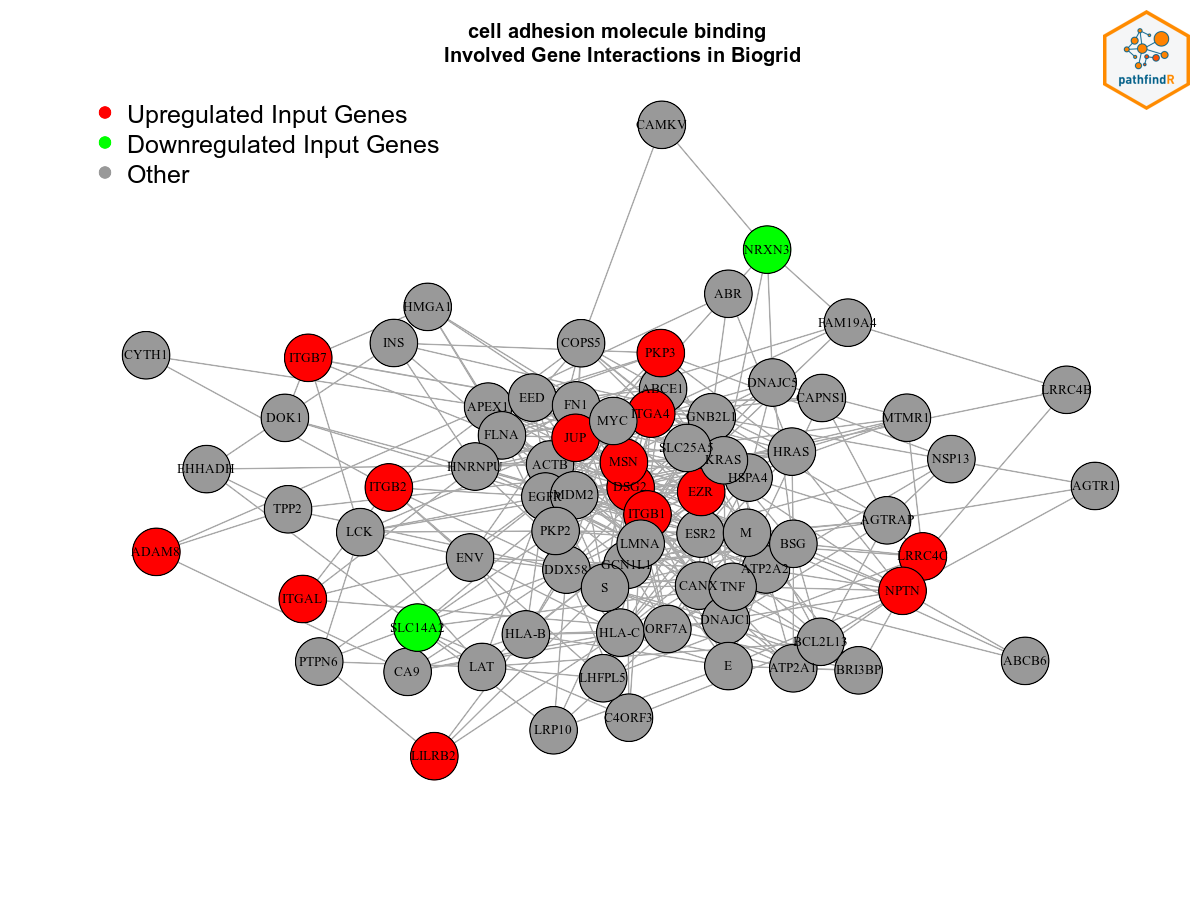 cell adhesion molecule binding
Involved Gene Interactions in Biogrid
pathfindR
Upregulated Input Genes
Downregulated Input Genes
Other
CAMKV
NRXN3
ABR
HMGA1
FAM19A4
INS
COPS5
CYTH1
ITGB7
PKP3
ABCE1
DNAJC5
LRRC4B
CAPNS1
EED
FN1
APEX1
ITGA4
DOK1
GNB2L1
MTMR1
MYC
FLNA
JUP
SLC25A5
HRAS
NSP13
EHHADH
HNRNPU
ACTB
MSN
KRAS
HSPA4
ITGB2
DSG2
EZR
AGTR1
EGFR
MDM2
TPP2
ITGB1
AGTRAP
LCK
PKP2
ESR2
M
LMNA
BSG
ADAM8
ENV
LRRC4C
DDX58
GCN1L1
ATP2A2
S
CANX
TNF
NPTN
ITGAL
SLC14A2
HLA-B
HLA-C
ORF7A
DNAJC1
BCL2L13
PTPN6
CA9
LAT
LHFPL5
E
ATP2A1
BRI3BP
ABCB6
LRP10
C4ORF3
LILRB2